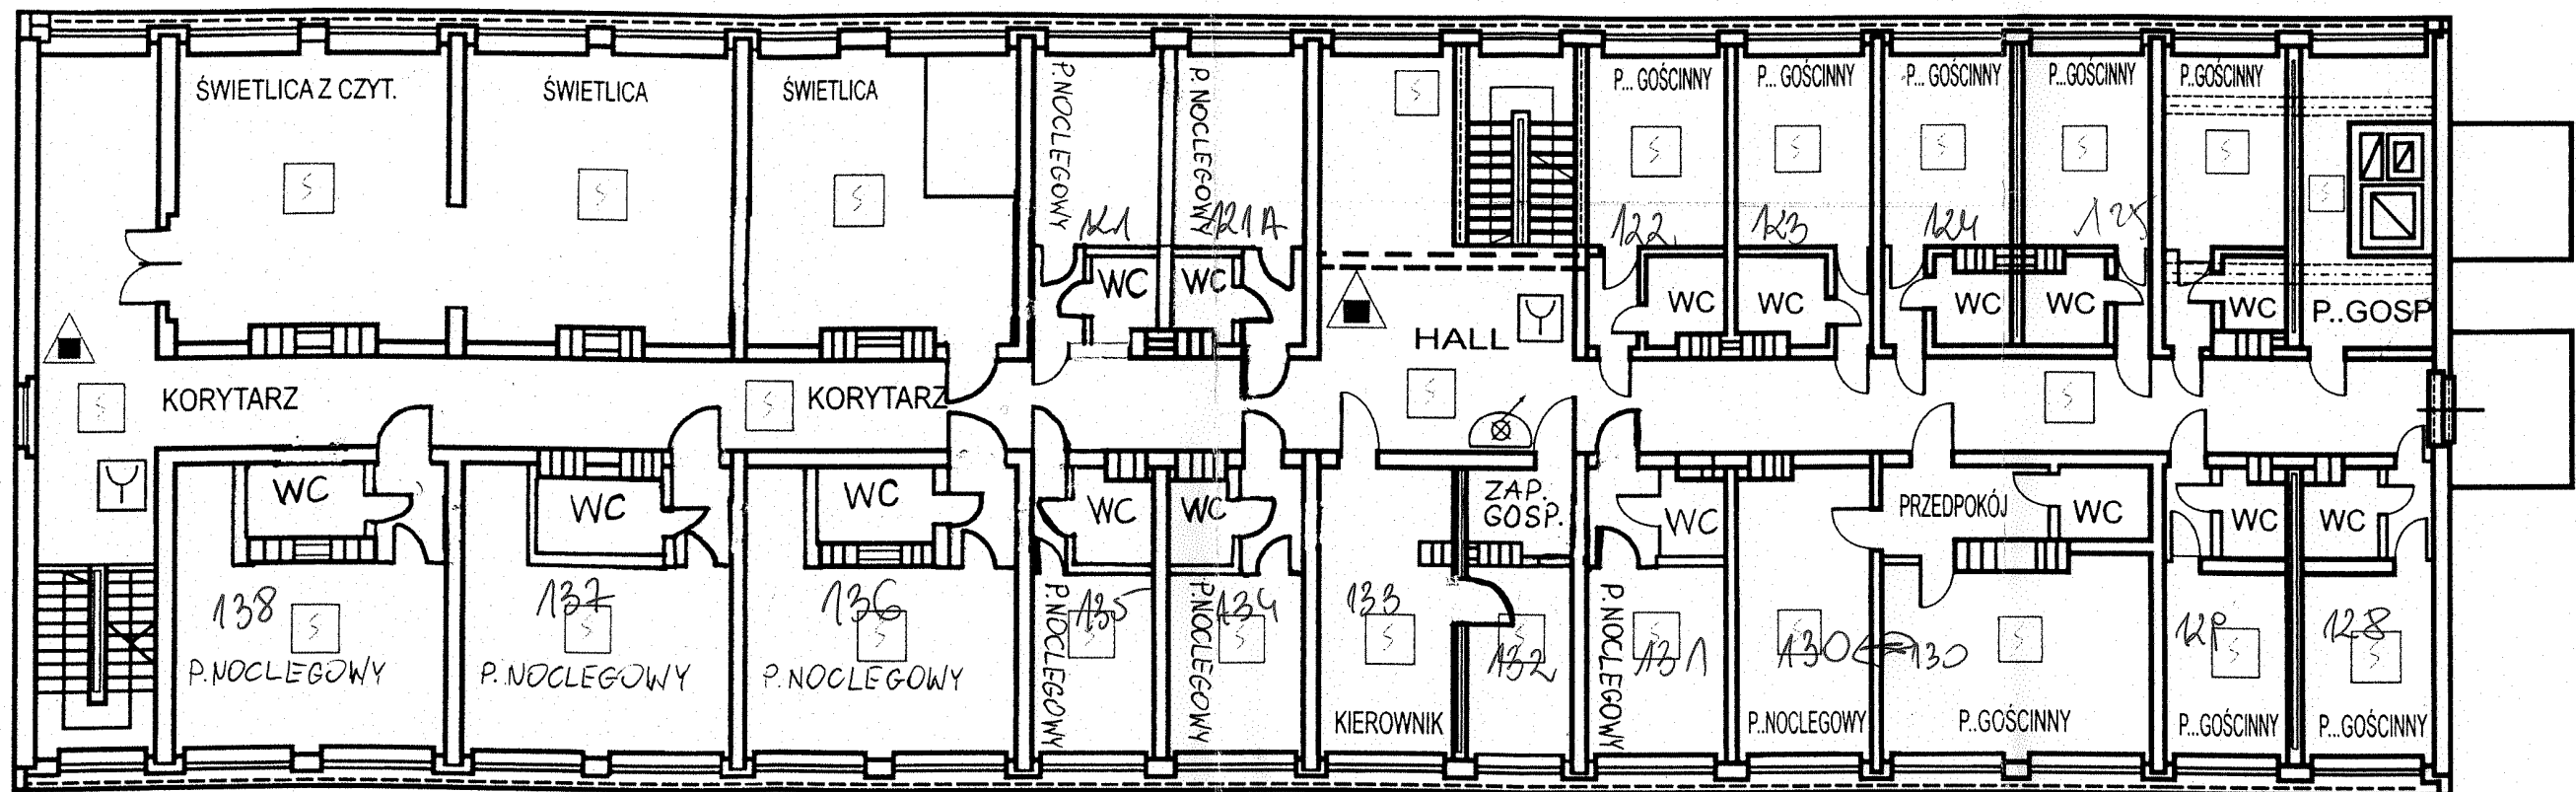 ŚWIETLICA Z CZYT.
ŚWIETLICA
ŚWIETLICA
P.NOCLEGOWY
P.NOCLEGOWY
P... GOŚCINNY
P... GOŚCINNY
P... GOŚCINNY
P...GOŚCINNY
P..GOŚCINNY
S
S
S
S
S
S
S
S
S
S
121
121A
122
123
124
125
WC
WC
WC
WC
WC
WC
WC
P..GOSP
HALL
KORYTARZ
KORYTARZ
S
S
S
S
WC
WC
WC
WC
WC
ZAP.
GOSP.
WC
PRZEDPOKÓJ
WC
WC
WC
138
137
136
135
134
133
132
131
130
130
128
S
S
S
S
S
S
S
S
S
S
S
S
P.NOCLEGOWY
P..NOCLEGOWY
P.NOCLEGOWY
P.NOCLEGOWY
P.NOCLEGOWY
KIEROWNIK
P.NOCLEGOWY
P..NOCLEGOWY
P.GOŚCINNY
P...GOŚCINNY
P...GOŚCINNY